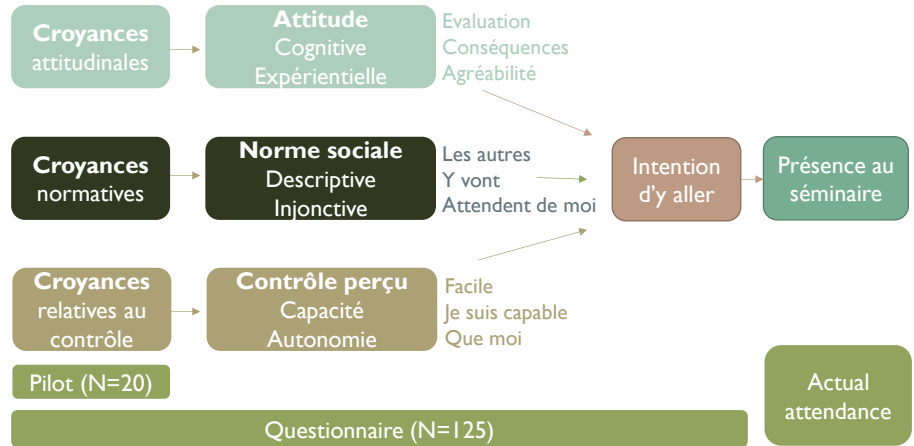 Croyances
attitudinales
Attitude
Cognitive
Expérientielle
Evaluation
Conséquences
Agréabilité
Croyances
normatives
Norme sociale
Descriptive
Injonctive
Les autres
Y vont
Attendent de moi
Intention
d'y aller
Présence au
séminaire
Croyances
relatives au
contrôle
Contrôle perçu
Capacité
Autonomie
Facile
Je suis capable
Que moi
Pilot (N=20)
Questionnaire (N=125)
Actual
attendance